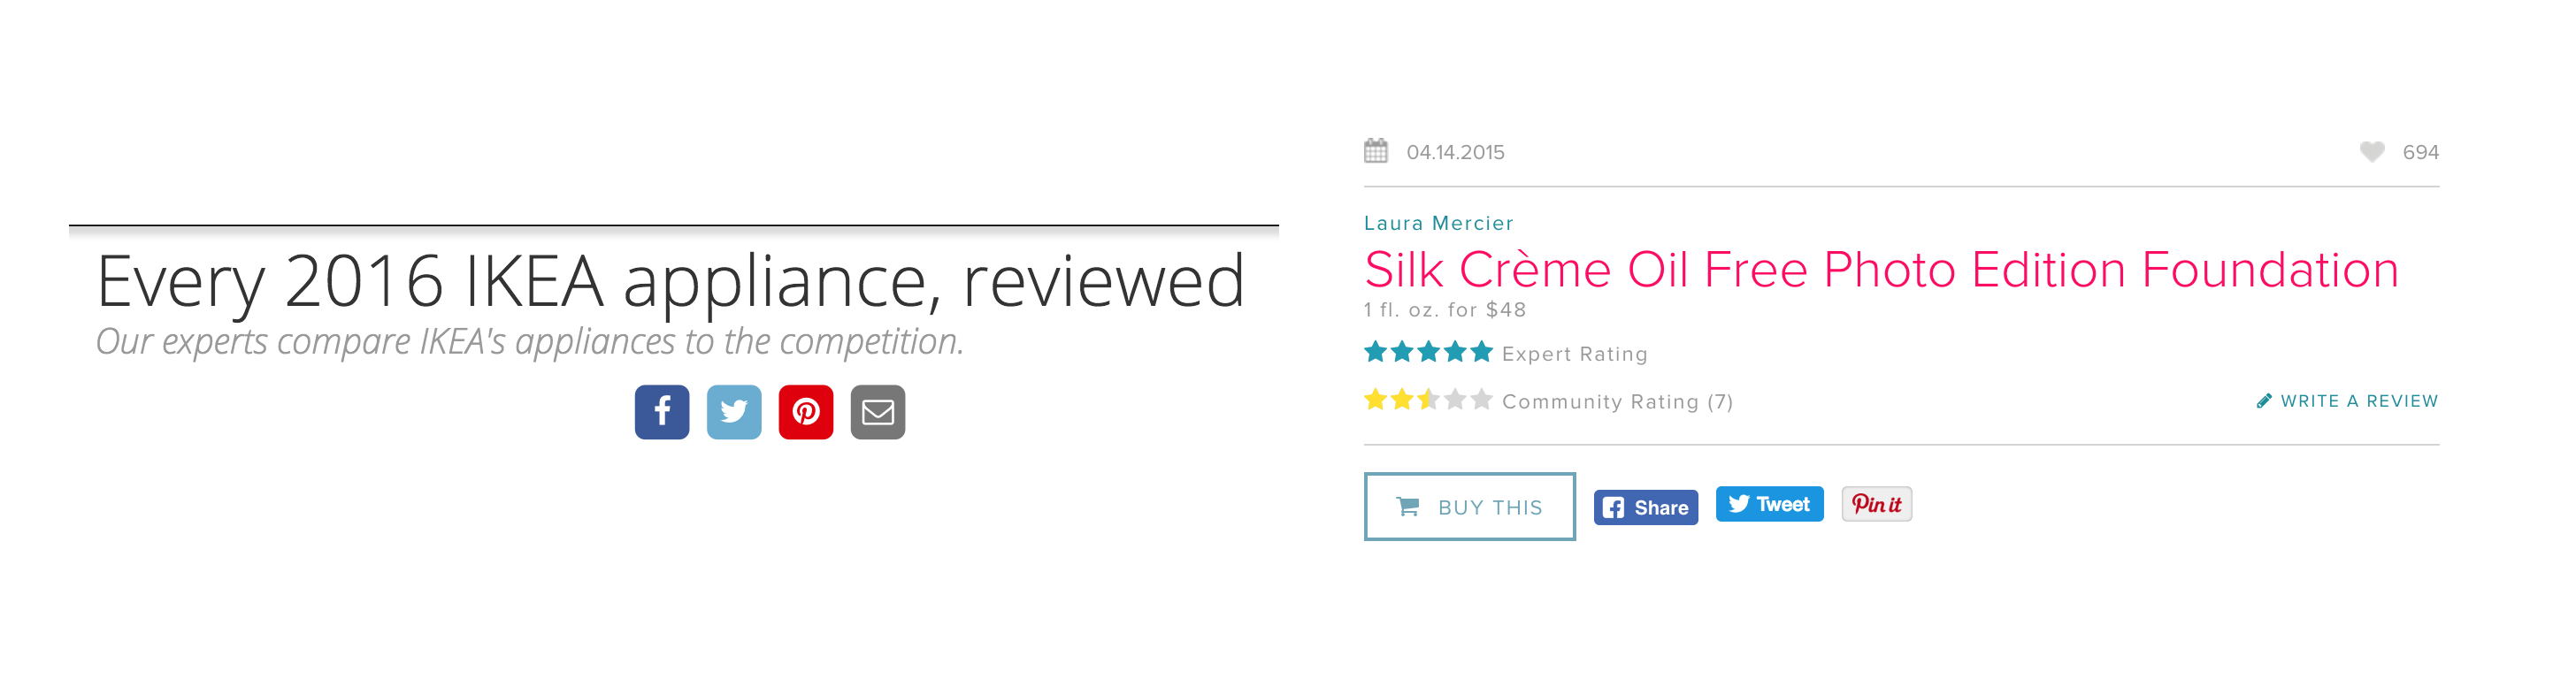 Every 2016 IKEA appliance, reviewed
Our experts compare IKEA's appliances to the competition.
04.14.2015
694
Laura Mercier
Silk Crème Oil Free Photo Edition Foundation
1 fl. oz. for $48
Expert Rating
Community Rating (7)
WRITE A REVIEW
BUY THIS
Share
Tweet
Pin it